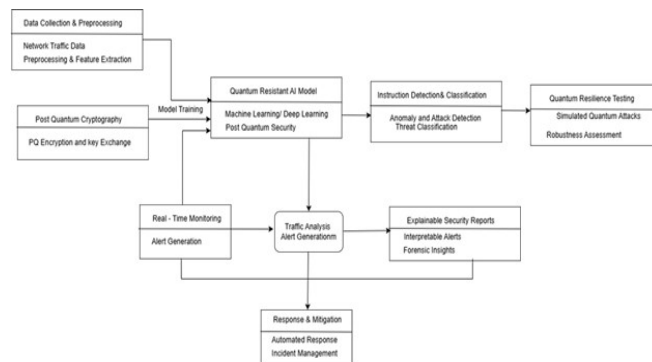 Data Collection & Preprocessing
Network Traffic Data
Preprocessing & Feature Extraction
Model Training
Quantum Resistant AI Model
Machine Learning/ Deep Learning
Post Quantum Security
Instruction Detection& Classification
Anomaly and Attack Detection
Threat Classification
Quantum Resilience Testing
Simulated Quantum Attacks
Robustness Assessment
Post Quantum Cryptography
PQ Encryption and key Exchange
Real - Time Monitoring
Alert Generation
Traffic Analysis
Alert Generationm
Explainable Security Reports
Interpretable Alerts
Forensic Insights
Response & Mitigation
Automated Response
Incident Management